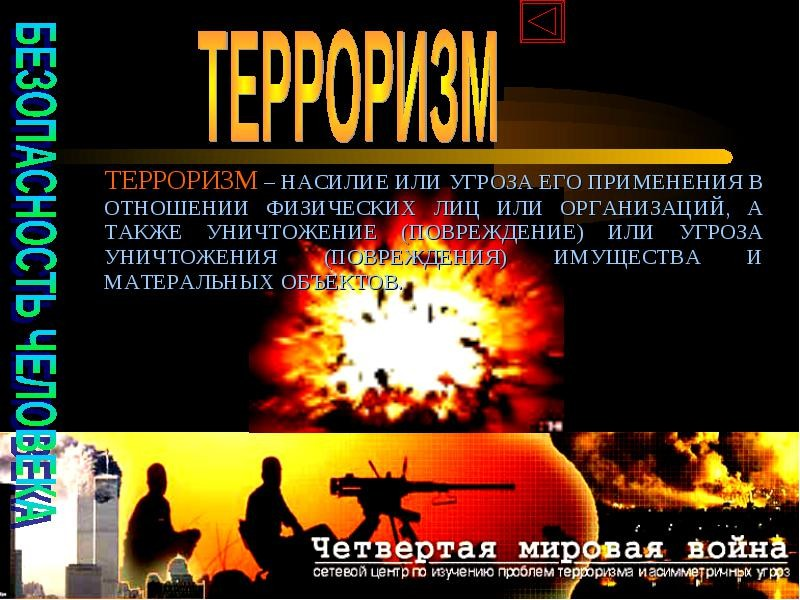 БЕЗОПАСНОСТЬ ЧЕЛОВЕКА
ТЕРРОРИЗМ
ТЕРРОРИЗМ – НАСИЛИЕ ИЛИ УГРОЗА ЕГО ПРИМЕНЕНИЯ В
ОТНОШЕНИИ ФИЗИЧЕСКИХ ЛИЦ ИЛИ ОРГАНИЗАЦИЙ, А
ТАКЖЕ УНИЧТОЖЕНИЕ (ПОВРЕЖДЕНИЕ) ИЛИ УГРОЗА
УНИЧТОЖЕНИЯ (ПОВРЕЖДЕНИЯ) ИМУЩЕСТВА И
МАТЕРАЛЬНЫХ ОБЪЕКТОВ.
Четвертая мировая война
сетевой центр по изучению проблем терроризма и асимметричных угроз